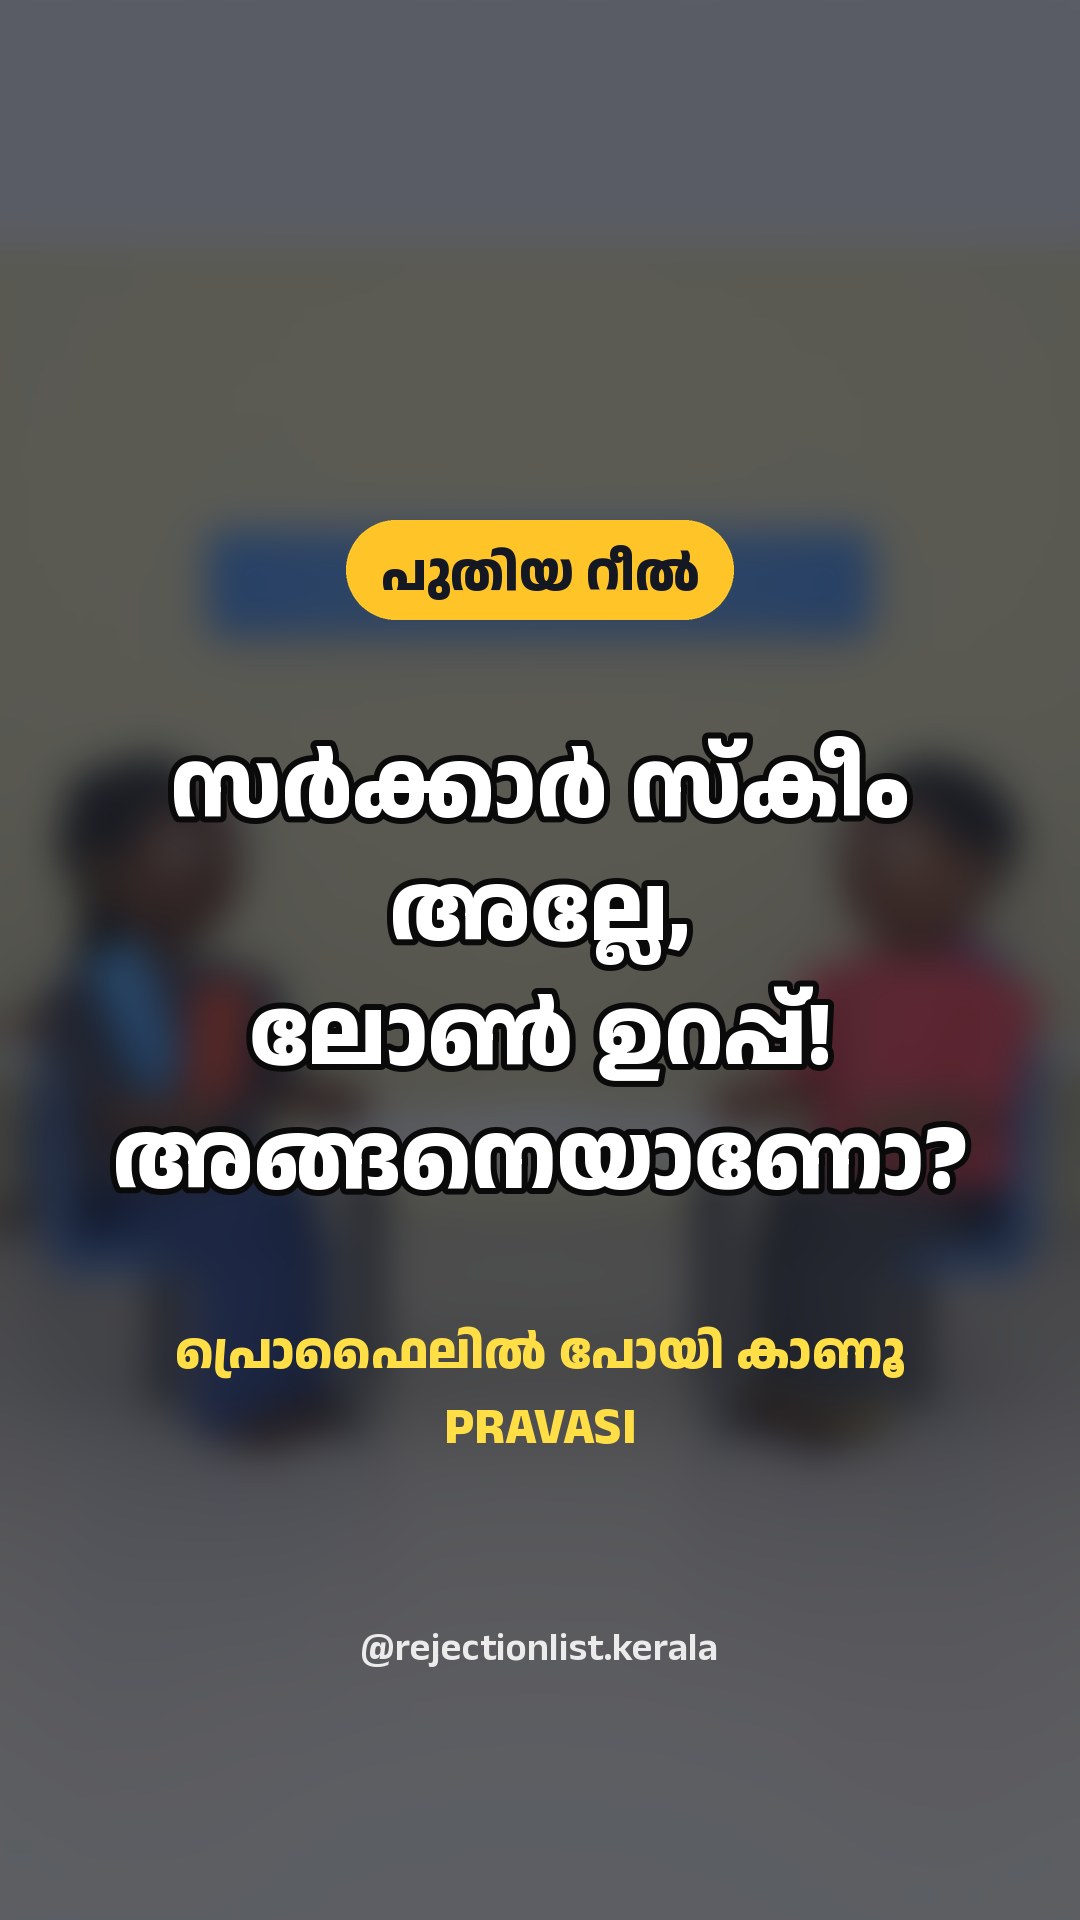 പുതിയ റീൽ
സർക്കാർ സ്കീം
അല്ലേ,
ലോൺ ഉറപ്പ്!
അങ്ങനെയാണോ?
പ്രൊഫൈലിൽ പോയി കാണൂ
PRAVASI
@rejectionlist.kerala